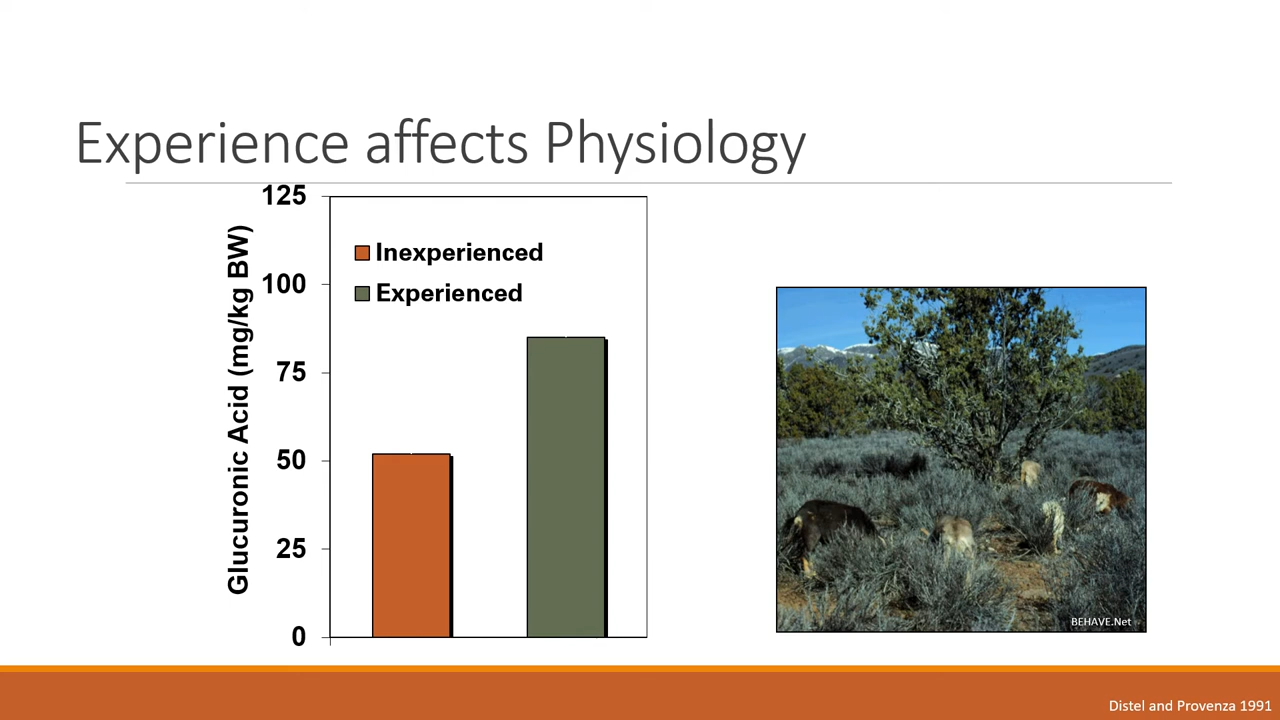 Experience affects Physiology
Glucuronic Acid (mg/kg BW)
125
100
75
50
25
0
Inexperienced
Experienced
BEHAVE.Net
Distel and Provenza 1991